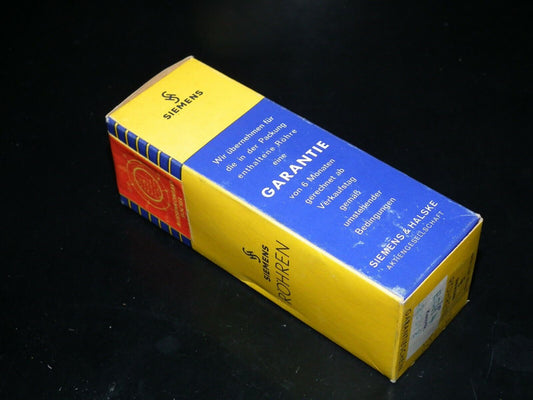 SIEMENS
Wir übernehmen für
die in der Packung
enthaltene Röhre
eine
GARANTIE
von 6 Monaten
gerechnet ab
Verkaufstag
gemäß
umstehender
Bedingungen
SIEMENS & HALSKE
AKTIENGESELLSCHAFT
SIEMENS
RÖHREN